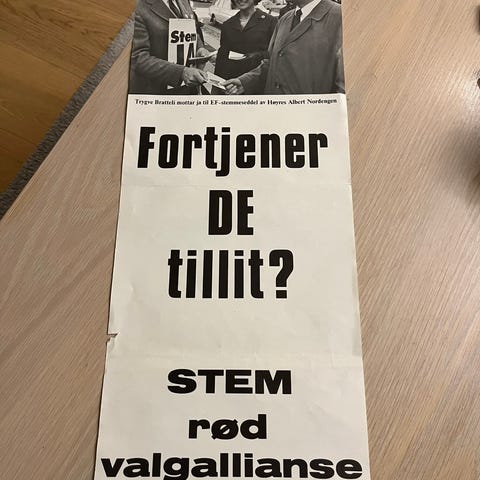 Stem
JA
Trygve Bratteli mottar ja til EF-stemmeseddel av Høyres Albert Nordengen
Fortjener
DE
tillit?
STEM
rød
valgallianse